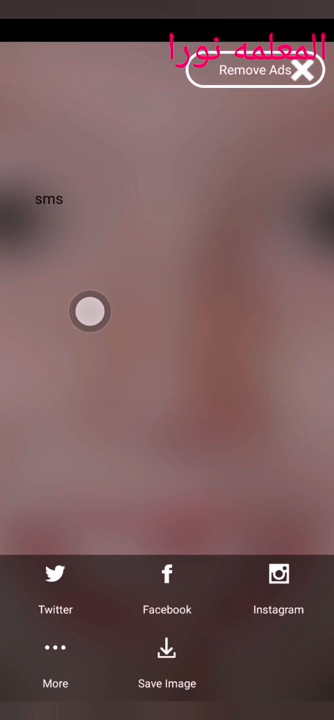 المعلمه نورا
Remove Ads
sms
Twitter
Facebook
Instagram
More
Save Image